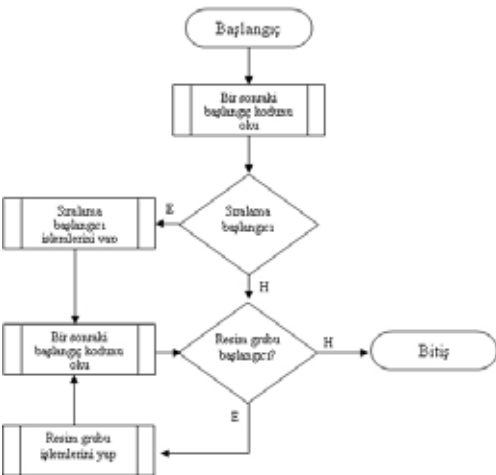 Başlangıç
Bir sonraki
başlangıç kodunu
oku
Sıralama
başlangıcı
E
Sıralama
başlangıcı
işlemlerini yap
H
Bir sonraki
başlangıç kodunu
oku
Resim grubu
başlangıcı?
H
Bitiş
E
Resim grubu
işlemlerini yap